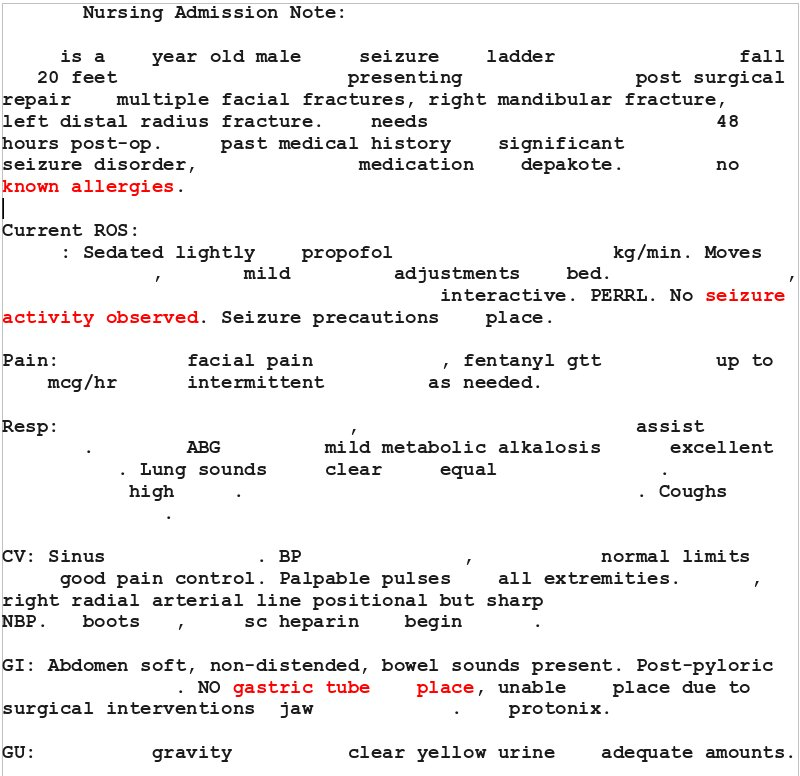 Nursing Admission Note:
is a year old male seizure ladder fall
20 feet presenting post surgical
repair multiple facial fractures, right mandibular fracture,
left distal radius fracture. needs 48
hours post-op. past medical history significant
seizure disorder, medication depakote. no
known allergies.
Current ROS:
: Sedated lightly propofol kg/min. Moves
, mild adjustments bed. ,
interactive. PERRL. No seizure
activity observed. Seizure precautions place.
Pain: facial pain , fentanyl gtt up to
mcg/hr intermittent as needed.
Resp: , assist
. ABG mild metabolic alkalosis excellent
. Lung sounds clear equal .
high . . Coughs
.
CV: Sinus . BP , normal limits
good pain control. Palpable pulses all extremities. ,
right radial arterial line positional but sharp
NBP. boots , sc heparin begin .
GI: Abdomen soft, non-distended, bowel sounds present. Post-pyloric
. NO gastric tube place, unable place due to
surgical interventions jaw . protonix.
GU: gravity clear yellow urine adequate amounts.